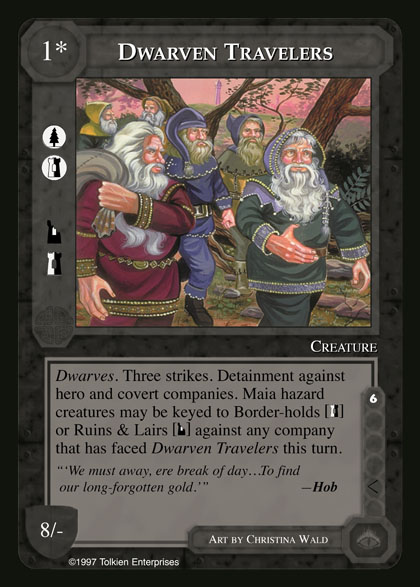 1*
DWARVEN TRAVELERS
CREATURE
Dwarves. Three strikes. Detainment against
hero and covert companies. Maia hazard
creatures may be keyed to Border-holds []
or Ruins & Lairs [] against any company
that has faced Dwarven Travelers this turn.
“‘We must away, ere break of day…To find
our long-forgotten gold.’”
—Hob
6
8/-
ART BY CHRISTINA WALD
©1997 Tolkien Enterprises